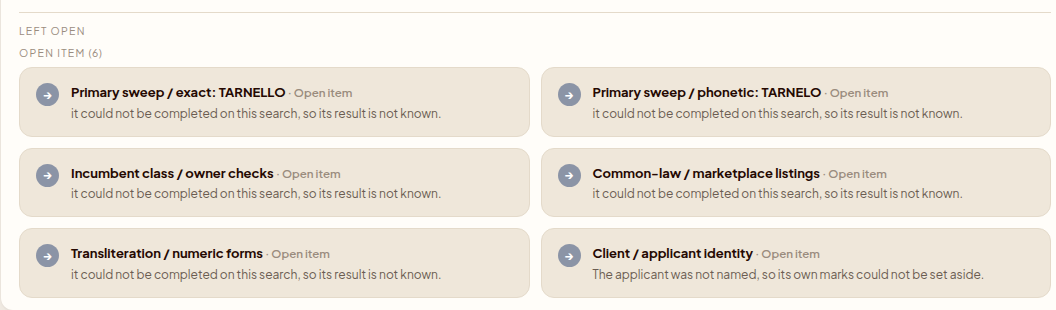 LEFT OPEN
OPEN ITEM (6)
Primary sweep / exact: TARNELLO · Open item
it could not be completed on this search, so its result is not known.
Primary sweep / phonetic: TARNELO · Open item
it could not be completed on this search, so its result is not known.
Incumbent class / owner checks · Open item
it could not be completed on this search, so its result is not known.
Common-law / marketplace listings · Open item
it could not be completed on this search, so its result is not known.
Transliteration / numeric forms · Open item
it could not be completed on this search, so its result is not known.
Client / applicant identity · Open item
The applicant was not named, so its own marks could not be set aside.